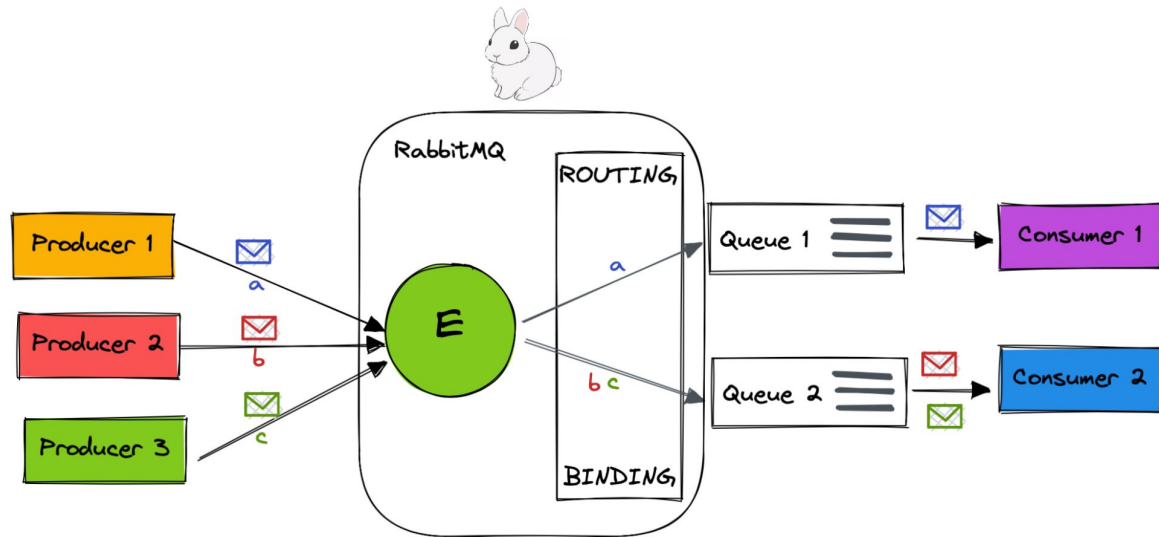 RabbitMQ
ROUTING
Producer 1
a
Producer 2
b
Producer 3
c
E
a
b c
BINDING
Queue 1
Consumer 1
Queue 2
Consumer 2